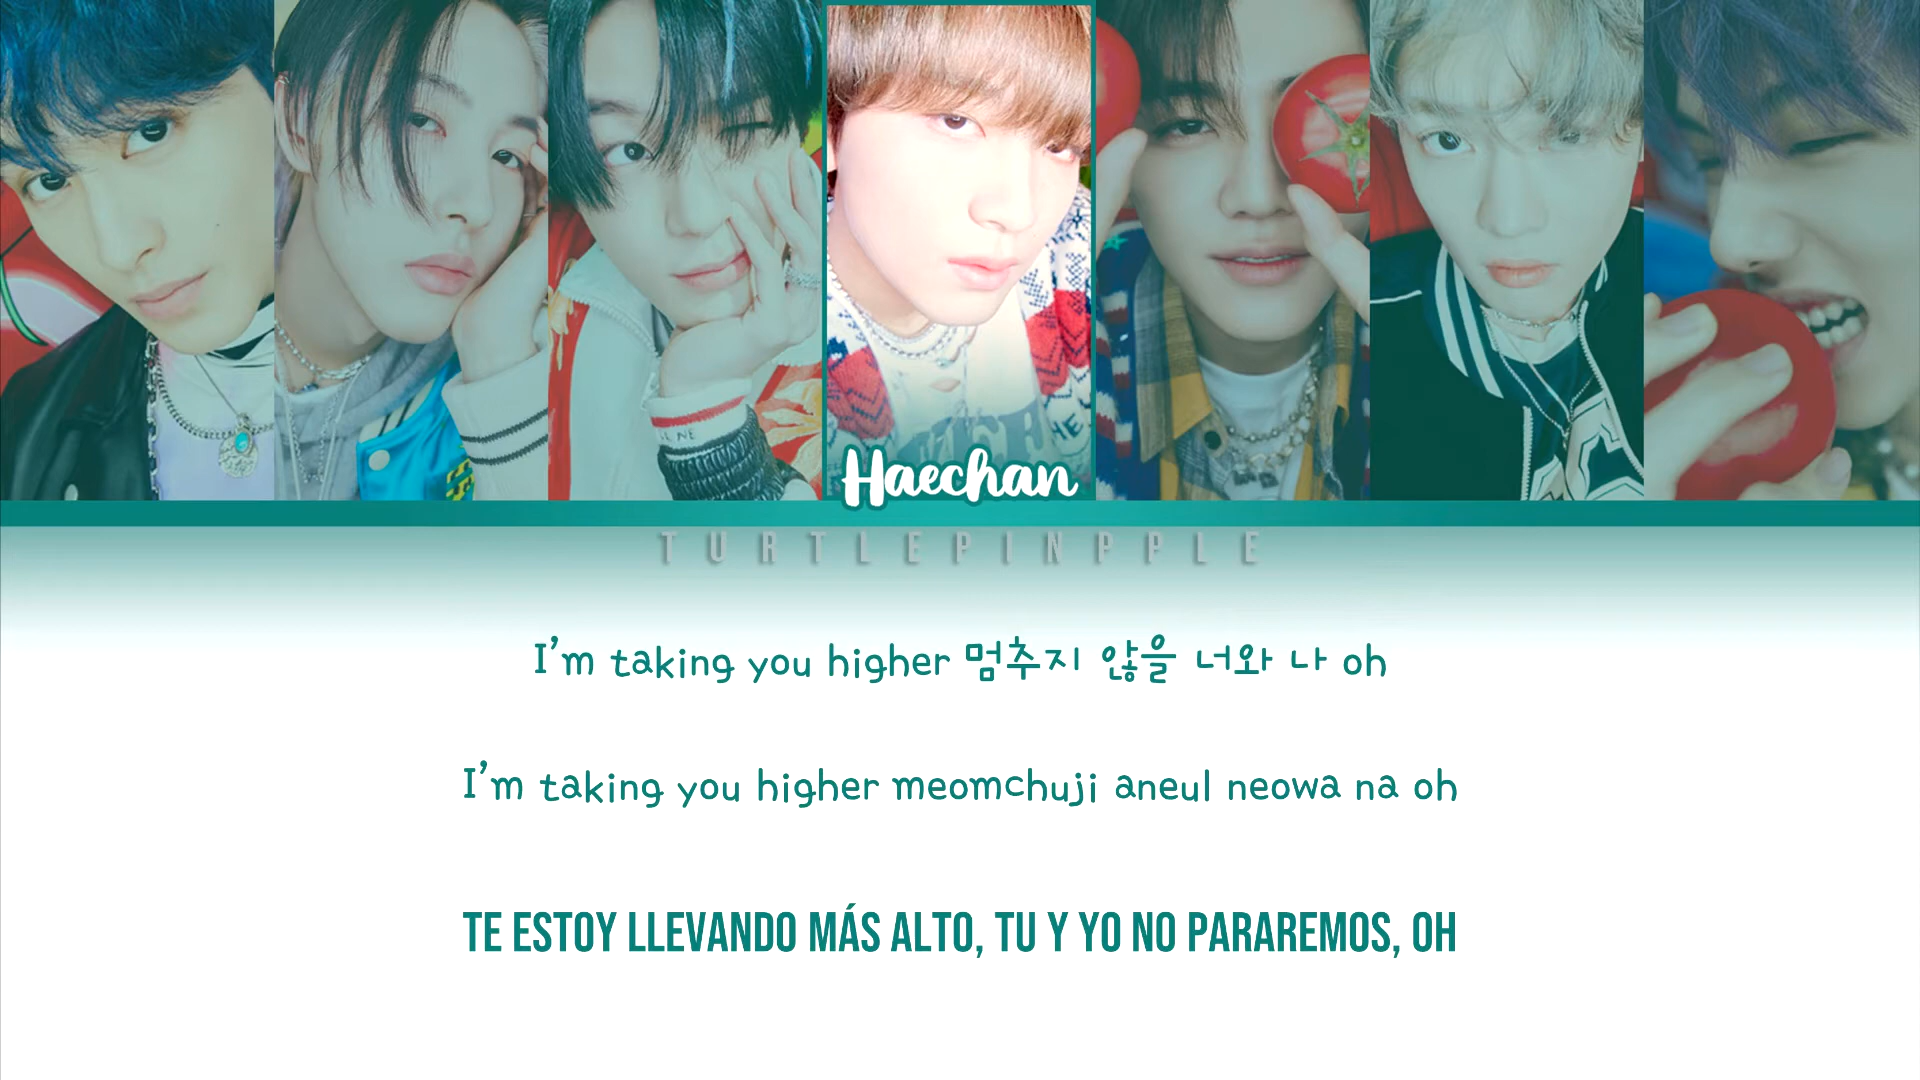 Haechan
TURTLEPINPPLE
I'm taking you higher 멈추지 않을 너와 나 oh
I'm taking you higher meomchuji aneul neowa na oh
TE ESTOY LLEVANDO MÁS ALTO, TU Y YO NO PARAREMOS, OH